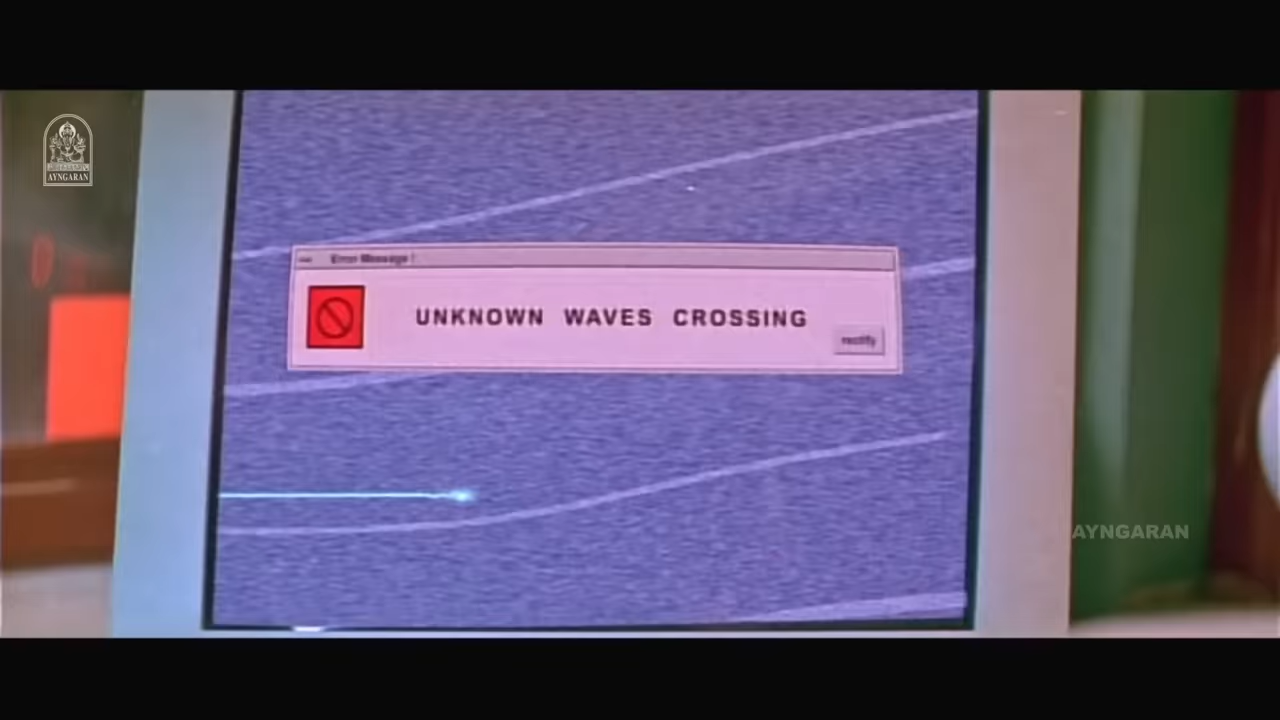 AYNGARAN
Error Message !
UNKNOWN WAVES CROSSING
rectify
AYNGARAN